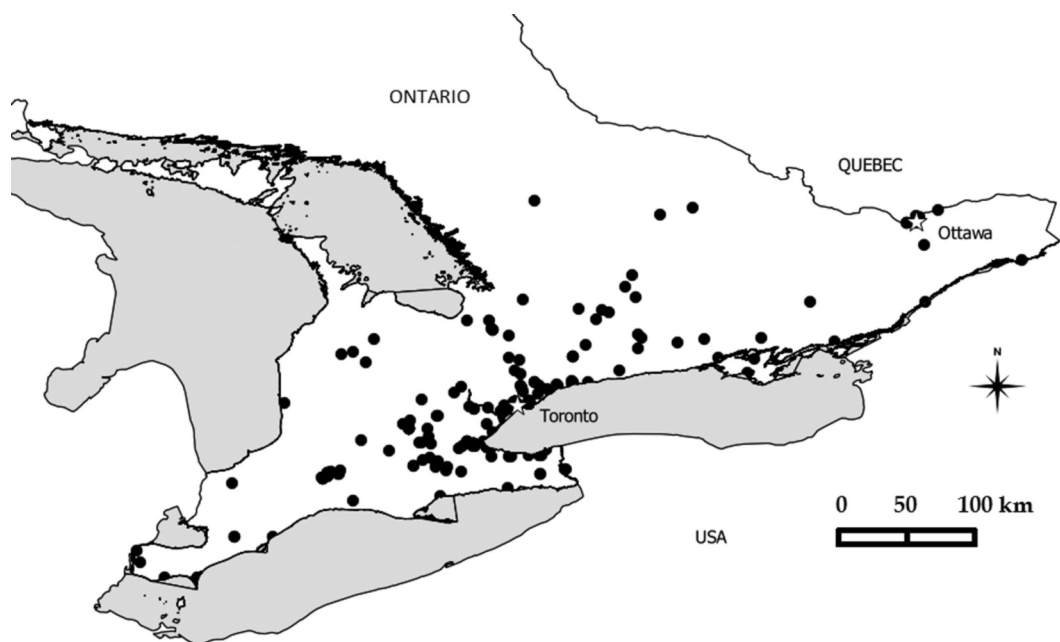 ONTARIO
QUEBEC
Ottawa
N
Toronto
0 50 100 km
USA